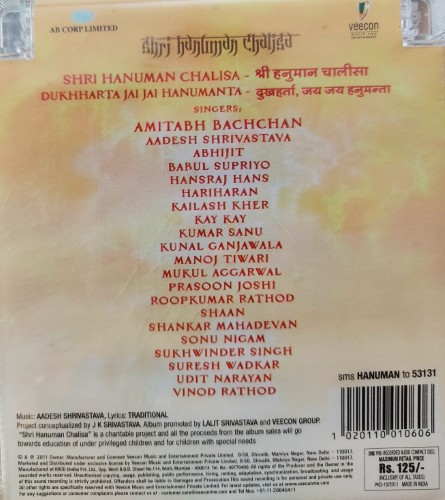 AB CORP LIMITED
veecon
Shri Hanuman Chalisa
SHRI HANUMAN CHALISA - श्री हनुमान चालीसा
DUKHHARTA JAI JAI HANUMANTA - दुखहर्ता, जय जय हनुमन्ता
SINGERS:
AMITABH BACHCHAN
AADESH SHRIVASTAVA
ABHIJIT
BABUL SUPRIYO
HANSRAJ HANS
HARIHARAN
KAILASH KHER
KAY KAY
KUMAR SANU
KUNAL GANJAWALA
MANOJ TIWARI
MUKUL AGGARWAL
PRASOON JOSHI
ROOPKUMAR RATHOD
SHAAN
SHANKAR MAHADEVAN
SONU NIGAM
SUKHWINDER SINGH
SURESH WADKAR
UDIT NARAYAN
VINOD RATHOD
sms HANUMAN to 53131
Music: AADESH SHRIVASTAVA, Lyrics: TRADITIONAL
Project conceptualized by J K SRIVASTAVA. Album promoted by LALIT SRIVASTAVA and VEECON GROUP.
"Shri Hanuman Chalisa" is a charitable project and all the proceeds from the album sales will go
towards education of under privileged children and for children with special needs
1 020110 010606
MAXIMUM RETAIL PRICE
RS. 125/-